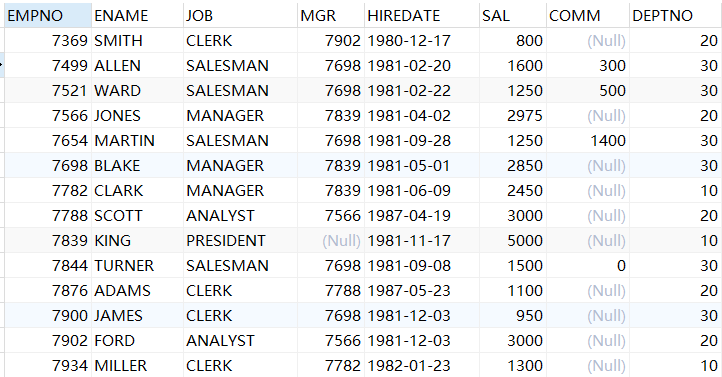 EMPNO ENAME JOB MGR HIREDATE SAL COMM DEPTNO
7369 SMITH CLERK 7902 1980-12-17 800 (Null) 20
7499 ALLEN SALESMAN 7698 1981-02-20 1600 300 30
7521 WARD SALESMAN 7698 1981-02-22 1250 500 30
7566 JONES MANAGER 7839 1981-04-02 2975 (Null) 20
7654 MARTIN SALESMAN 7698 1981-09-28 1250 1400 30
7698 BLAKE MANAGER 7839 1981-05-01 2850 (Null) 30
7782 CLARK MANAGER 7839 1981-06-09 2450 (Null) 10
7788 SCOTT ANALYST 7566 1987-04-19 3000 (Null) 20
7839 KING PRESIDENT (Null) 1981-11-17 5000 (Null) 10
7844 TURNER SALESMAN 7698 1981-09-08 1500 0 30
7876 ADAMS CLERK 7788 1987-05-23 1100 (Null) 20
7900 JAMES CLERK 7698 1981-12-03 950 (Null) 30
7902 FORD ANALYST 7566 1981-12-03 3000 (Null) 20
7934 MILLER CLERK 7782 1982-01-23 1300 (Null) 10